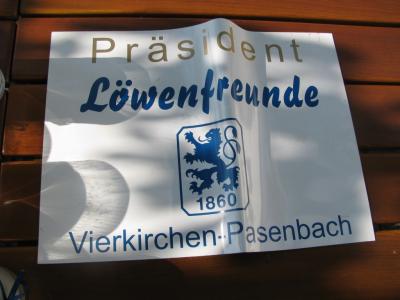 Präsident
Löwenfreunde
1860
Vierkirchen-Pasenbach